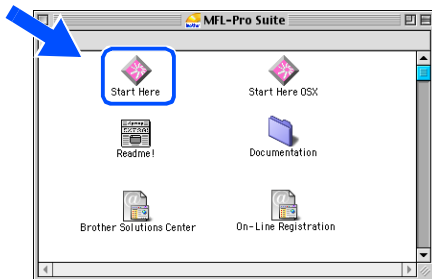 MFL-Pro Suite
Start Here
Start Here OSX
Readme!
Documentation
Brother Solutions Center
On-Line Registration